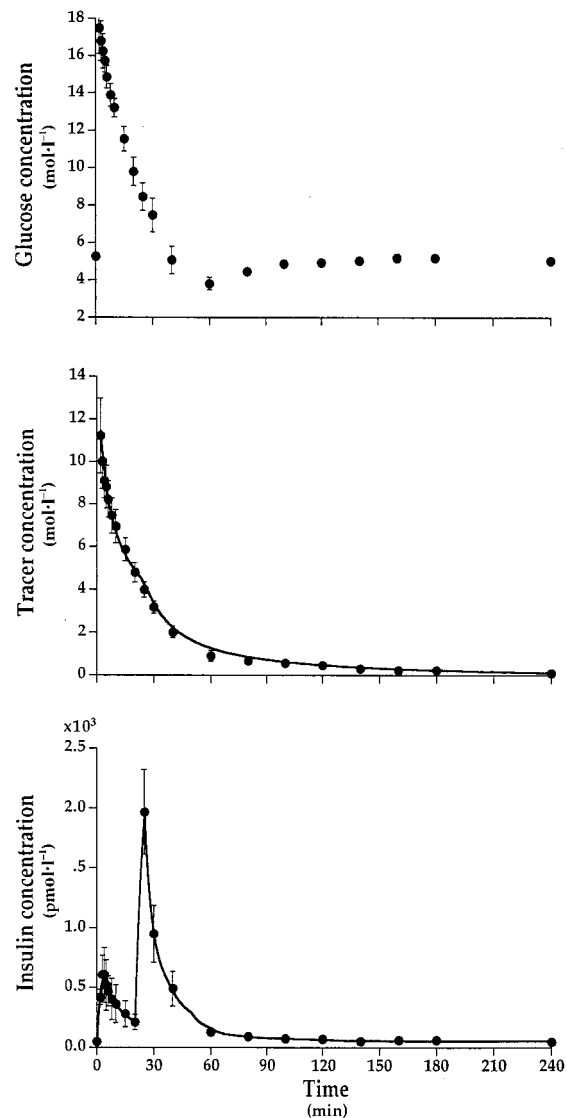 18
16
14
12
10
8
6
4
2
Glucose concentration
(mol·l⁻¹)
14
12
10
8
6
4
2
0
Tracer concentration
(mol·l⁻¹)
x10³
2.5
2.0
.5
1.0
0.5
0.0
Insulin concentration
(pmol·l⁻¹)
0 30 60 90 120 150 180 210 240
Time
(min)